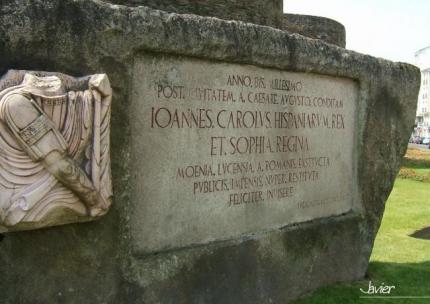 ANNO. BIS. MILLESIMO
POST. CIVITATEM. A. CAESARE. AVGVSTO. CONDITAM
IOANNES. CAROLVS. HISPANIARVM. REX
ET. SOPHIA. REGINA
MOENIA. LVCENSIA. A. ROMANIS. EXSTRVCTA
PVBLICIS. IMPENSIS. NVPER. RESTITVTA
FELICITER. INVISERE
Javier